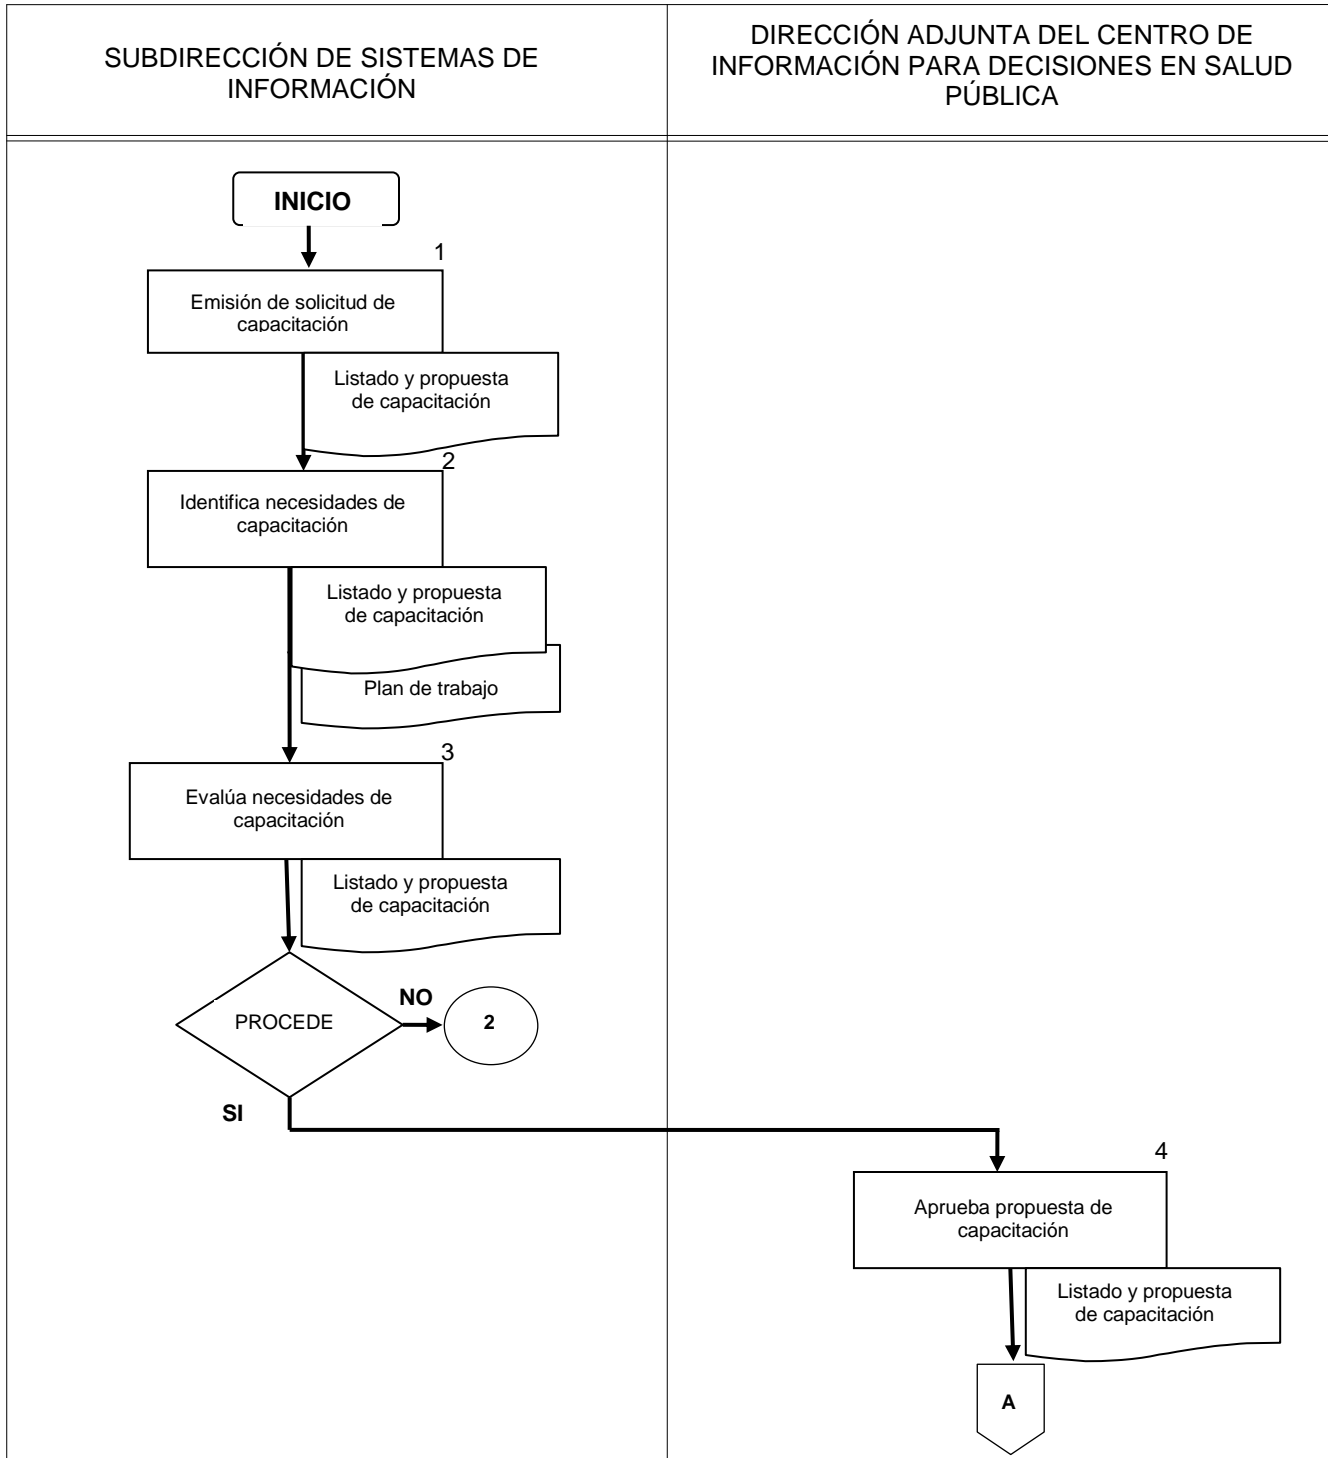 SUBDIRECCIÓN DE SISTEMAS DE
INFORMACIÓN
DIRECCIÓN ADJUNTA DEL CENTRO DE
INFORMACIÓN PARA DECISIONES EN SALUD
PÚBLICA
INICIO
1
Emisión de solicitud de
capacitación
Listado y propuesta
de capacitación
2
Identifica necesidades de
capacitación
Listado y propuesta
de capacitación
Plan de trabajo
3
Evalúa necesidades de
capacitación
Listado y propuesta
de capacitación
PROCEDE
NO
2
SI
4
Aprueba propuesta de
capacitación
Listado y propuesta
de capacitación
A